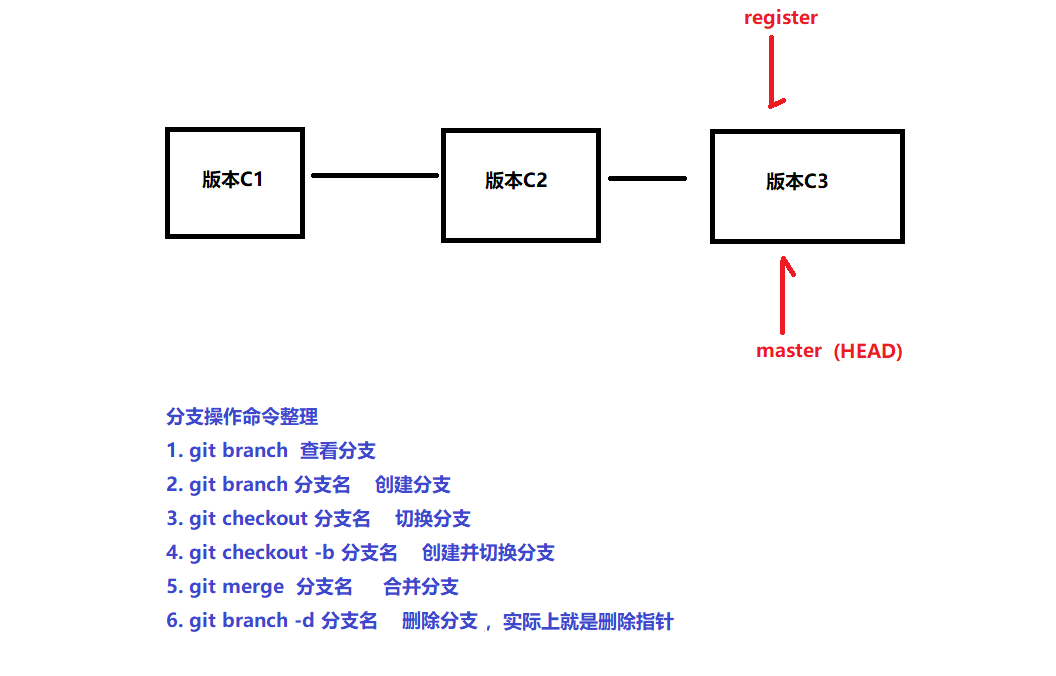 register
版本C1
版本C2
版本C3
master (HEAD)
分支操作命令整理
1. git branch 查看分支
2. git branch 分支名 创建分支
3. git checkout 分支名 切换分支
4. git checkout -b 分支名 创建并切换分支
5. git merge 分支名 合并分支
6. git branch -d 分支名 删除分支，实际上就是删除指针